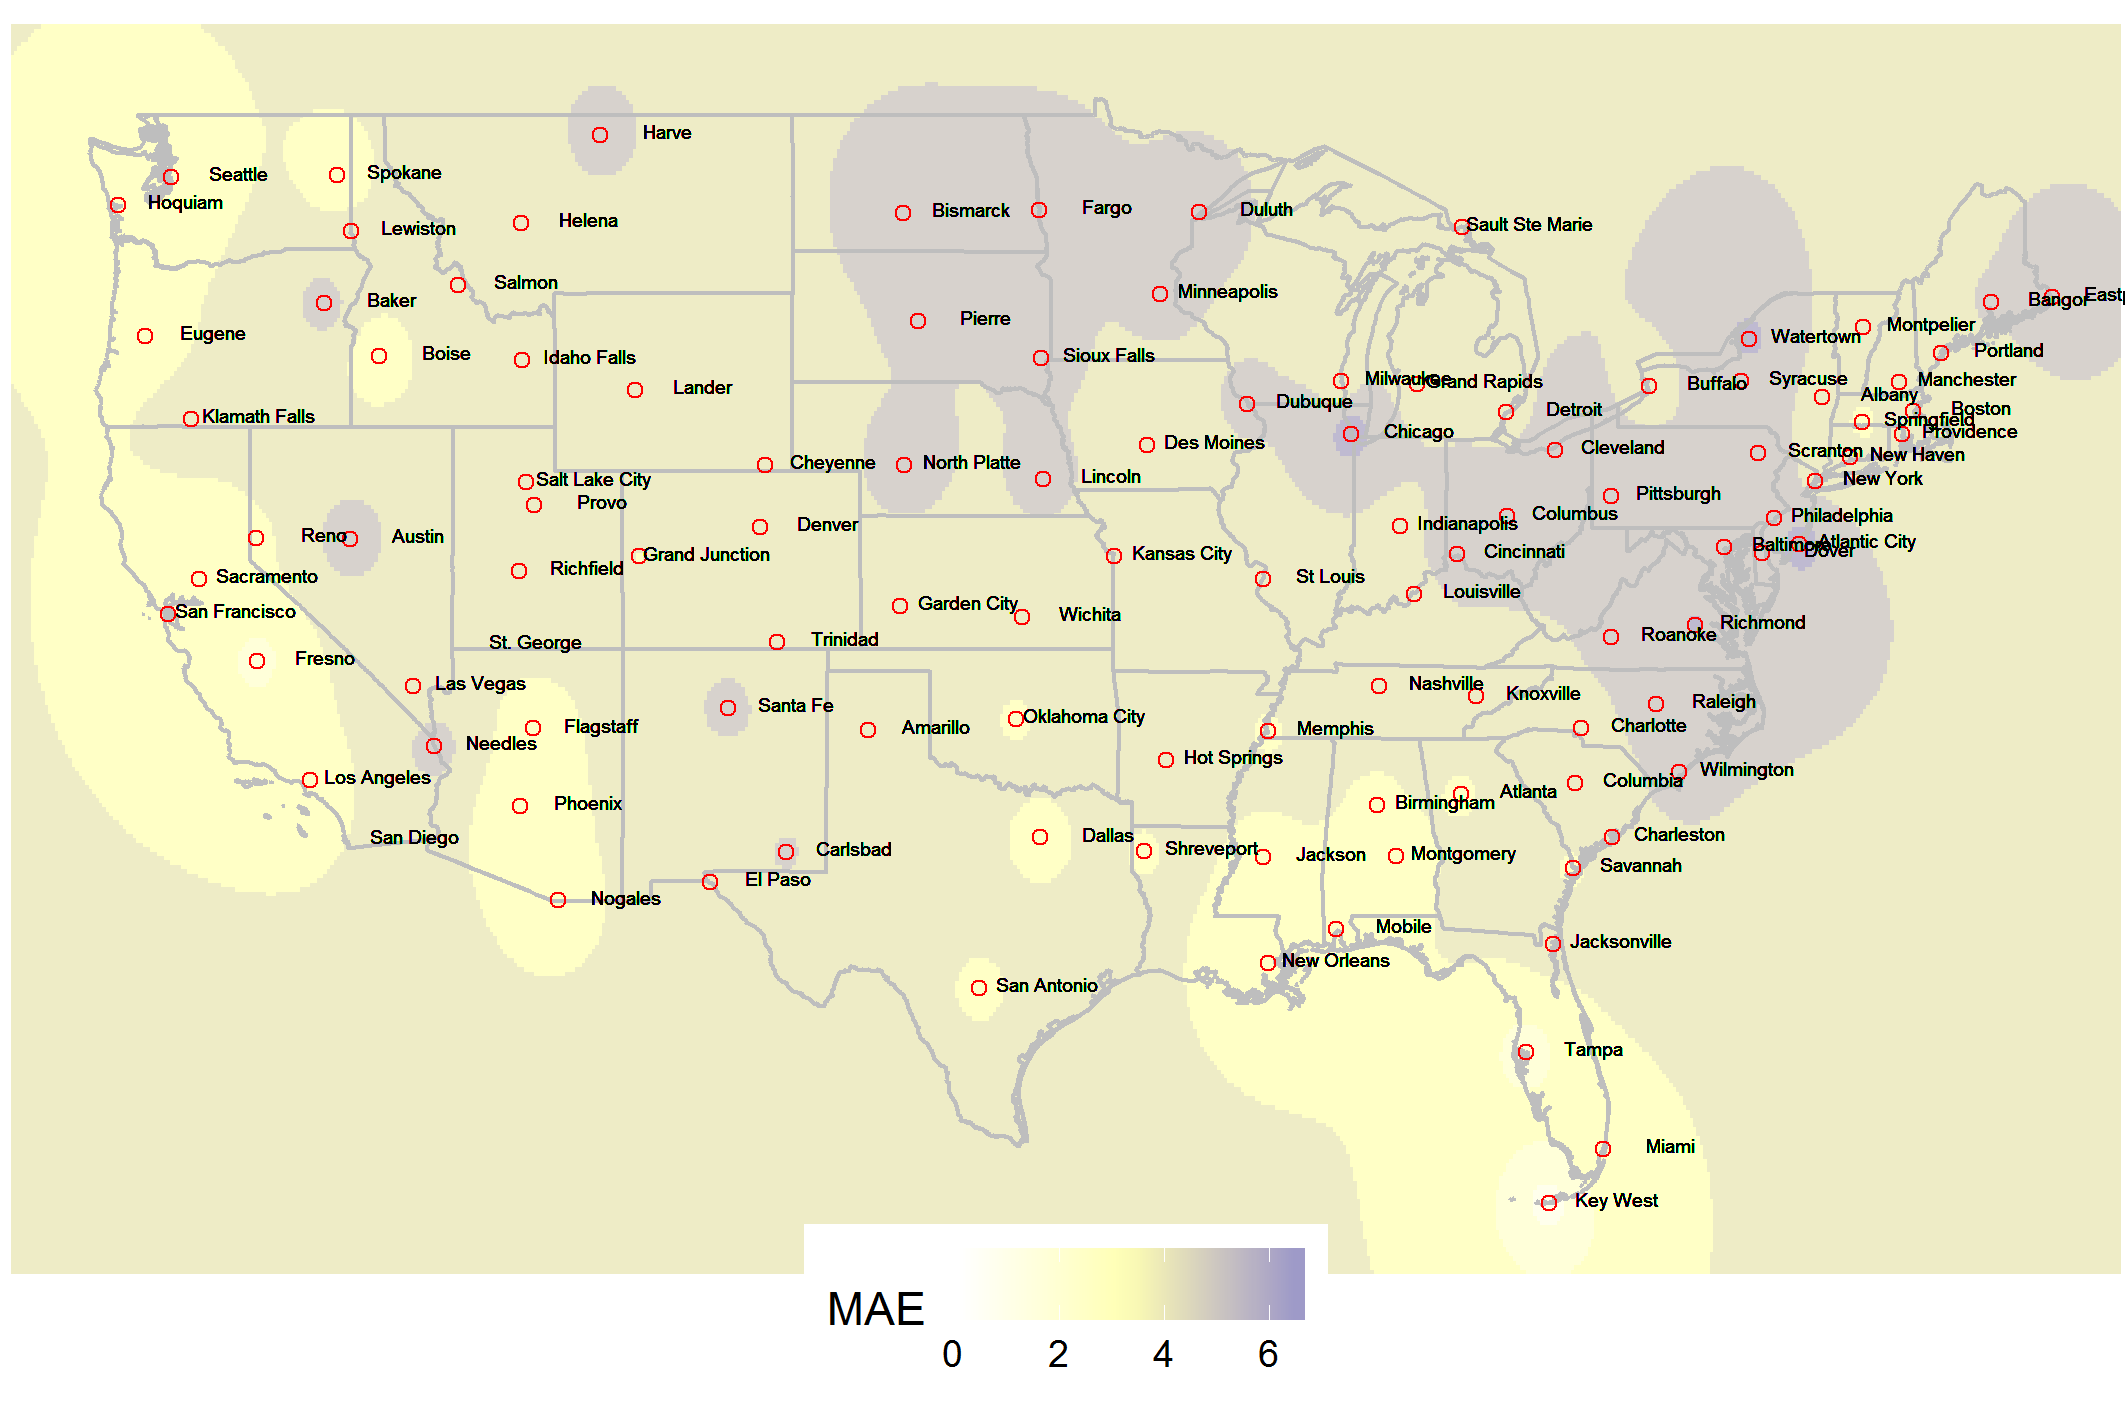 Harve
Seattle
Spokane
Hoquiam
Lewiston
Helena
Bismarck
Fargo
Duluth
Sault Ste Marie
Salmon
Baker
Minneapolis
Bangor
Eugene
Boise
Idaho Falls
Pierre
Sioux Falls
Watertown
Montpelier
Portland
Lander
Milwaukee
Grand Rapids
Buffalo
Syracuse
Manchester
Klamath Falls
Dubuque
Detroit
Albany
Boston
Springfield
Chicago
Providence
Des Moines
Cleveland
Scranton
New Haven
Cheyenne
North Platte
Salt Lake City
Lincoln
New York
Provo
Pittsburgh
Denver
Indianapolis
Columbus
Philadelphia
Reno
Austin
Baltimore
Atlantic City
Dover
Grand Junction
Kansas City
Cincinnati
Sacramento
Richfield
St Louis
San Francisco
Garden City
Wichita
Louisville
Richmond
St. George
Trinidad
Roanoke
Fresno
Las Vegas
Nashville
Knoxville
Santa Fe
Raleigh
Flagstaff
Amarillo
Oklahoma City
Memphis
Charlotte
Needles
Hot Springs
Wilmington
Los Angeles
Columbia
Phoenix
Birmingham
Atlanta
San Diego
Carlsbad
Dallas
Shreveport
Jackson
Montgomery
Charleston
El Paso
Savannah
Nogales
Mobile
Jacksonville
New Orleans
San Antonio
Tampa
Miami
Key West
MAE
0 2 4 6